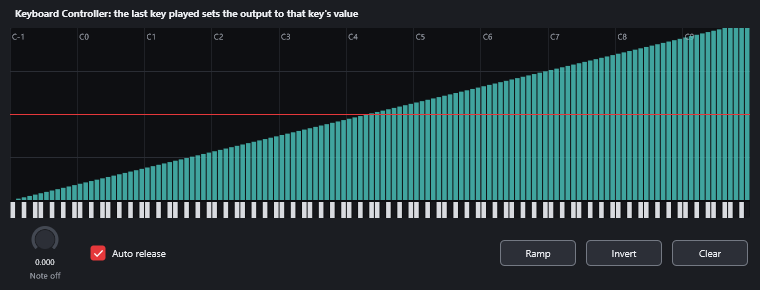 Keyboard Controller: the last key played sets the output to that key's value
C-1 C0 C1 C2 C3 C4 C5 C6 C7 C8 C9
0.000
Note off
Auto release
Ramp
Invert
Clear